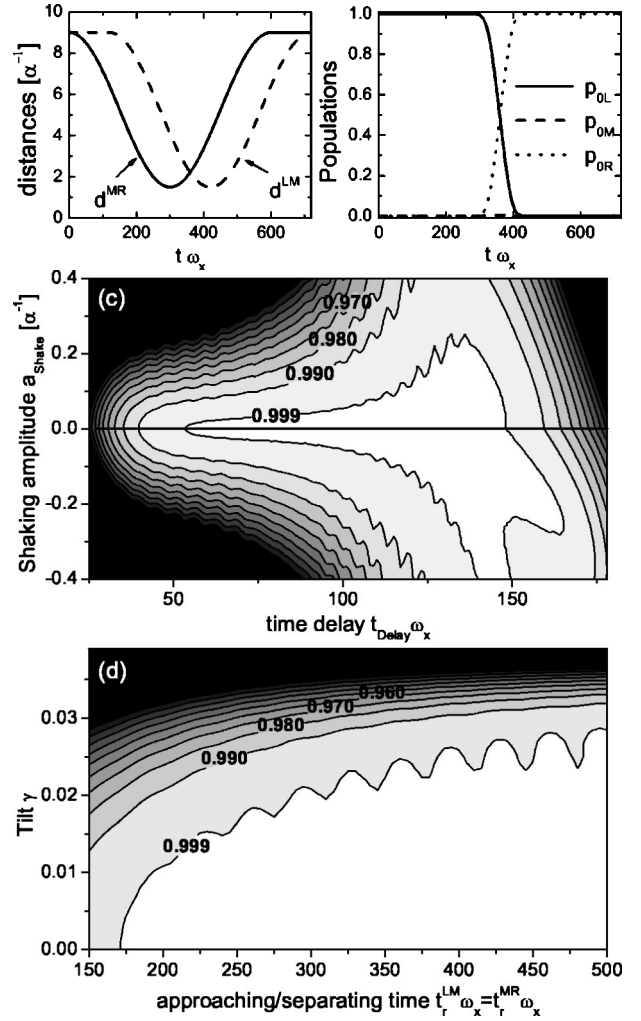 distances [α⁻¹]
10
8
6
4
2
0
d^MR
d^LM
0 200 400 600
t ω_x
Populations
1.0
0.8
0.6
0.4
0.2
0.0
p_0L
p_0M
p_0R
0 200 400 600
t ω_x
(c)
Shaking amplitude a_Shake [α⁻¹]
0.4
0.2
0.0
-0.2
-0.4
0.970
0.980
0.990
0.999
50 100 150
time delay t_Delay ω_x
(d)
Tilt γ
0.03
0.02
0.01
0.00
0.960
0.970
0.980
0.990
0.999
150 200 250 300 350 400 450 500
approaching/separating time t_r^LM ω_x=t_r^MR ω_x